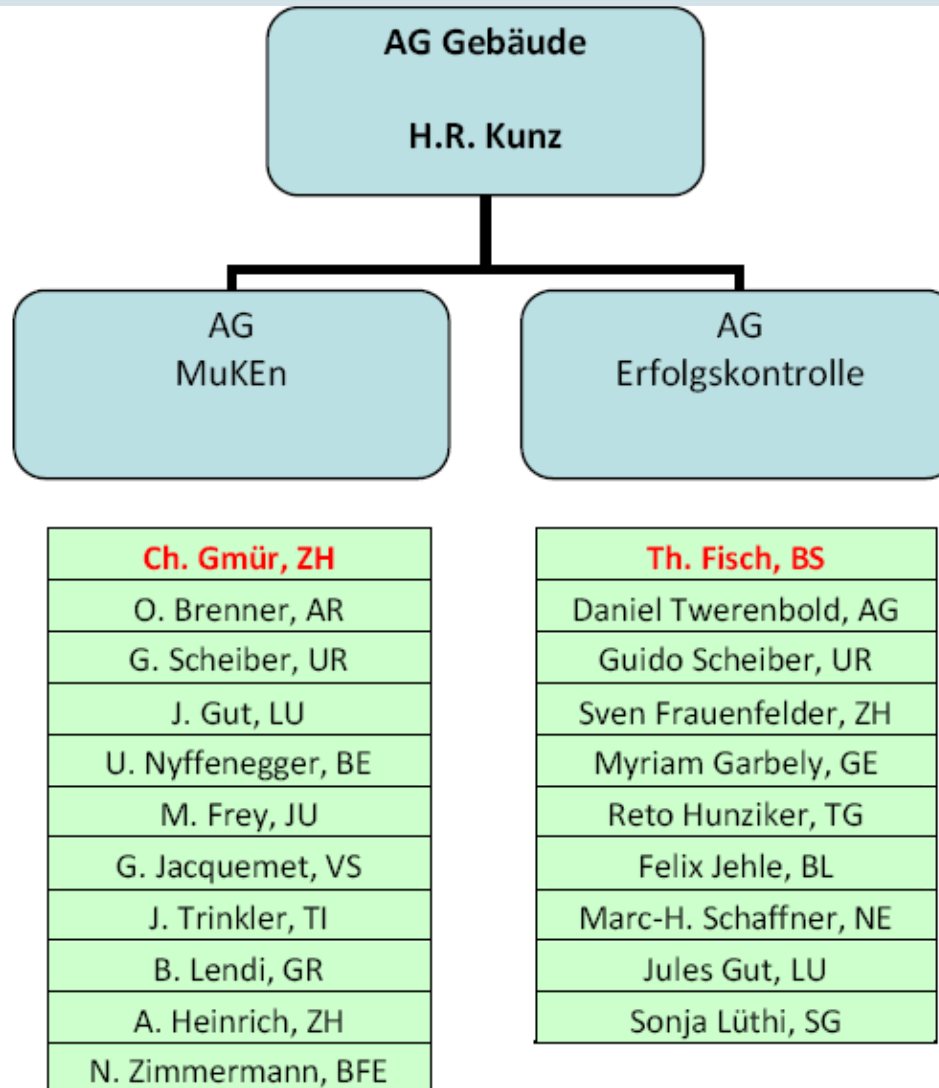 AG Gebäude
H.R. Kunz
AG
MuKEn
AG
Erfolgskontrolle
Ch. Gmür, ZH
O. Brenner, AR
G. Scheiber, UR
J. Gut, LU
U. Nyffenegger, BE
M. Frey, JU
G. Jacquemet, VS
J. Trinkler, TI
B. Lendi, GR
A. Heinrich, ZH
N. Zimmermann, BFE
Th. Fisch, BS
Daniel Twerenbold, AG
Guido Scheiber, UR
Sven Frauenfelder, ZH
Myriam Garbely, GE
Reto Hunziker, TG
Felix Jehle, BL
Marc-H. Schaffner, NE
Jules Gut, LU
Sonja Lüthi, SG